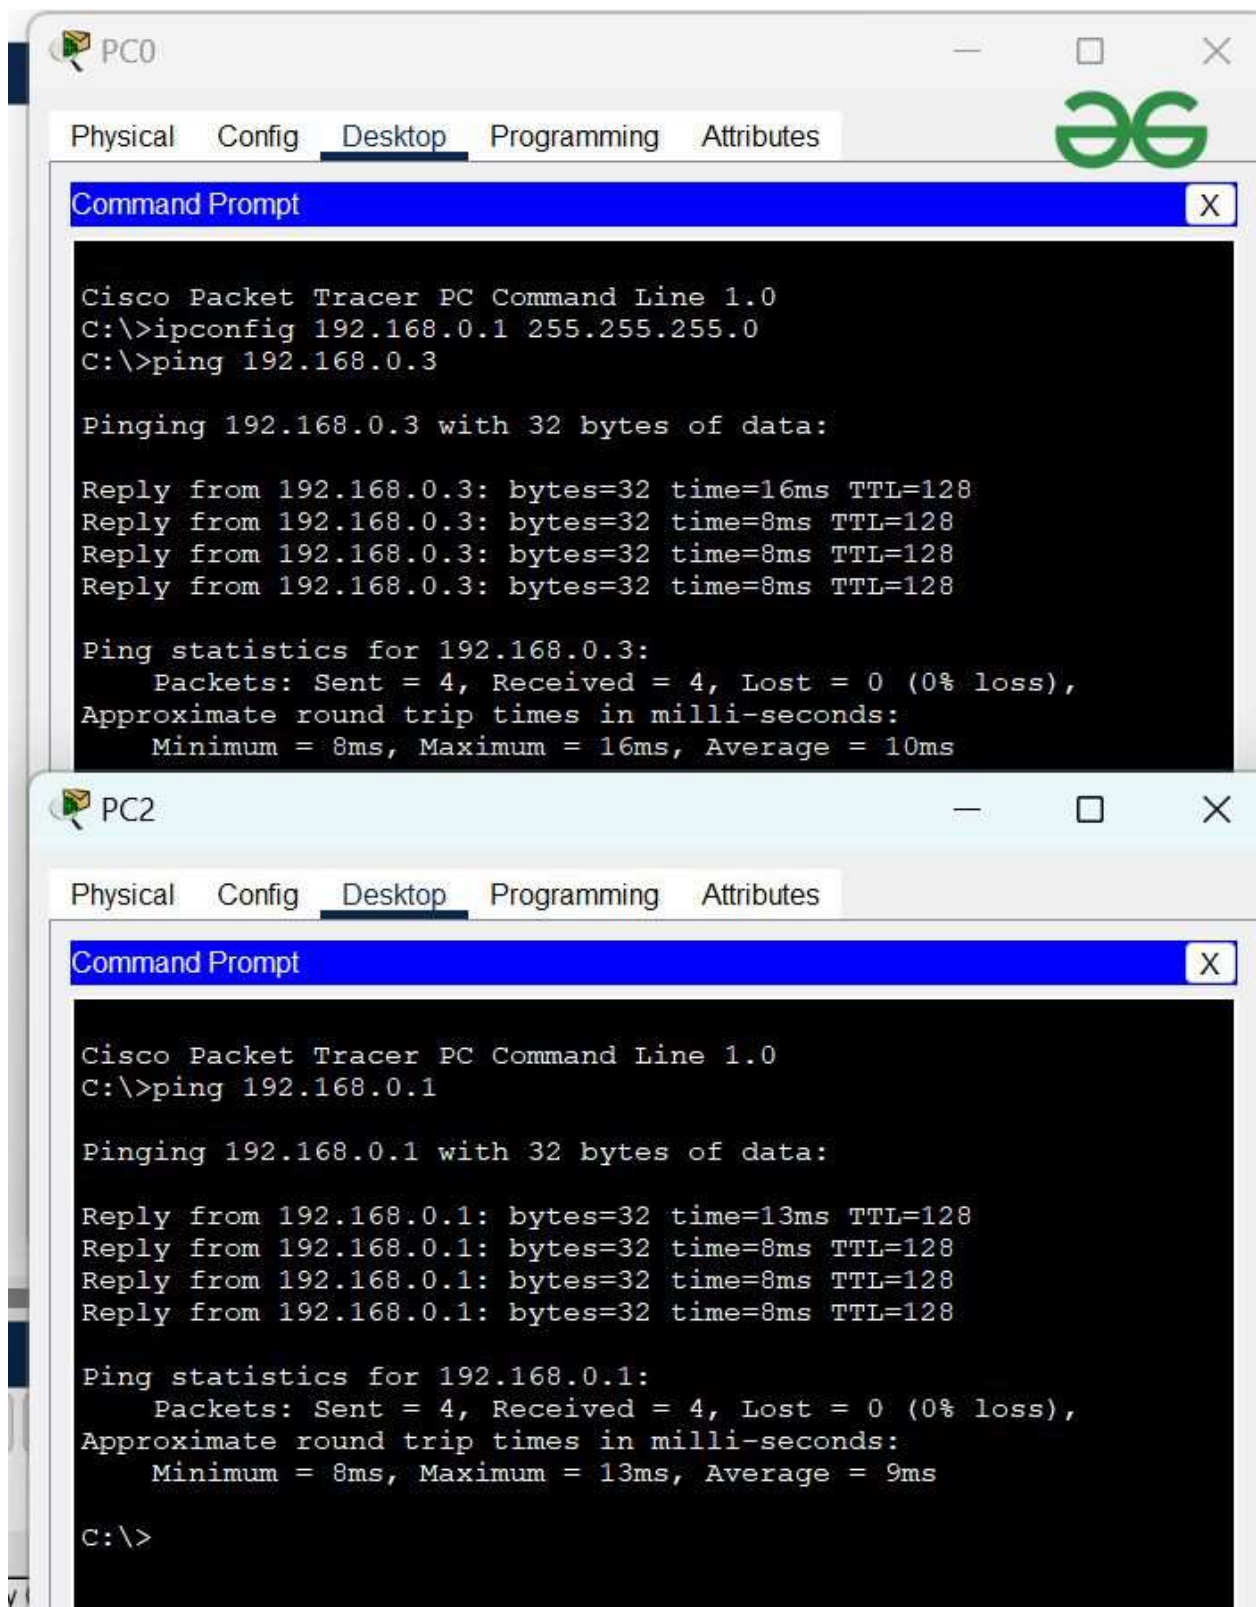 PC0
Physical Config Desktop Programming Attributes
Command Prompt X
Cisco Packet Tracer PC Command Line 1.0
C:\>ipconfig 192.168.0.1 255.255.255.0
C:\>ping 192.168.0.3
Pinging 192.168.0.3 with 32 bytes of data:
Reply from 192.168.0.3: bytes=32 time=16ms TTL=128
Reply from 192.168.0.3: bytes=32 time=8ms TTL=128
Reply from 192.168.0.3: bytes=32 time=8ms TTL=128
Reply from 192.168.0.3: bytes=32 time=8ms TTL=128
Ping statistics for 192.168.0.3:
Packets: Sent = 4, Received = 4, Lost = 0 (0% loss),
Approximate round trip times in milli-seconds:
Minimum = 8ms, Maximum = 16ms, Average = 10ms
PC2
Physical Config Desktop Programming Attributes
Command Prompt X
Cisco Packet Tracer PC Command Line 1.0
C:\>ping 192.168.0.1
Pinging 192.168.0.1 with 32 bytes of data:
Reply from 192.168.0.1: bytes=32 time=13ms TTL=128
Reply from 192.168.0.1: bytes=32 time=8ms TTL=128
Reply from 192.168.0.1: bytes=32 time=8ms TTL=128
Reply from 192.168.0.1: bytes=32 time=8ms TTL=128
Ping statistics for 192.168.0.1:
Packets: Sent = 4, Received = 4, Lost = 0 (0% loss),
Approximate round trip times in milli-seconds:
Minimum = 8ms, Maximum = 13ms, Average = 9ms
C:\>